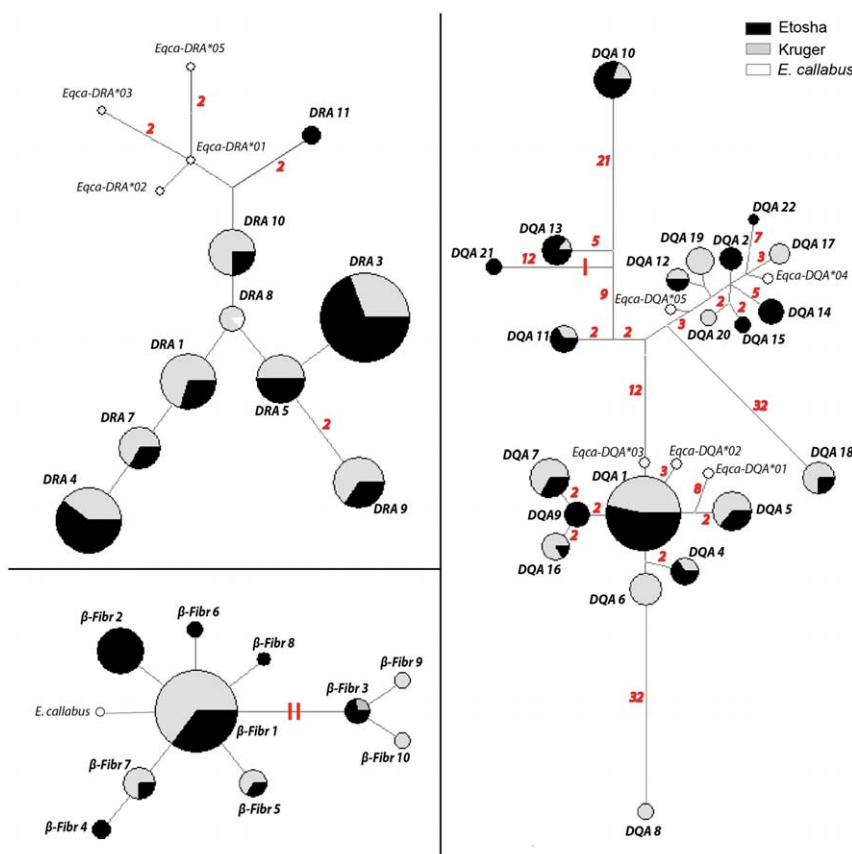 Eqca-DRA*05
Eqca-DRA*03
2
2
DRA 11
Eqca-DRA*01
2
Eqca-DRA*02
DRA 10
DRA 3
DRA 8
DRA 1
DRA 5
DRA 7
2
DRA 4
DRA 9
β-Fibr 6
β-Fibr 2
β-Fibr 8
β-Fibr 9
β-Fibr 3
E. callabus
β-Fibr 1
β-Fibr 10
β-Fibr 7
β-Fibr 5
β-Fibr 4
Etosha
Kruger
E. callabus
DQA 10
21
DQA 22
DQA 13
DQA 19
DQA 2
DQA 17
7
5
3
DQA 21
12
DQA 12
Eqca-DQA*04
9
2
5
Eqca-DQA*05
2
DQA 14
DQA 11
2
2
3
DQA 20
DQA 15
12
32
Eqca-DQA*03
Eqca-DQA*02
DQA 7
DQA 1
3
Eqca-DQA*01
DQA 18
2
8
DQA9
2
2
DQA 5
2
DQA 16
2
DQA 4
DQA 6
32
DQA 8